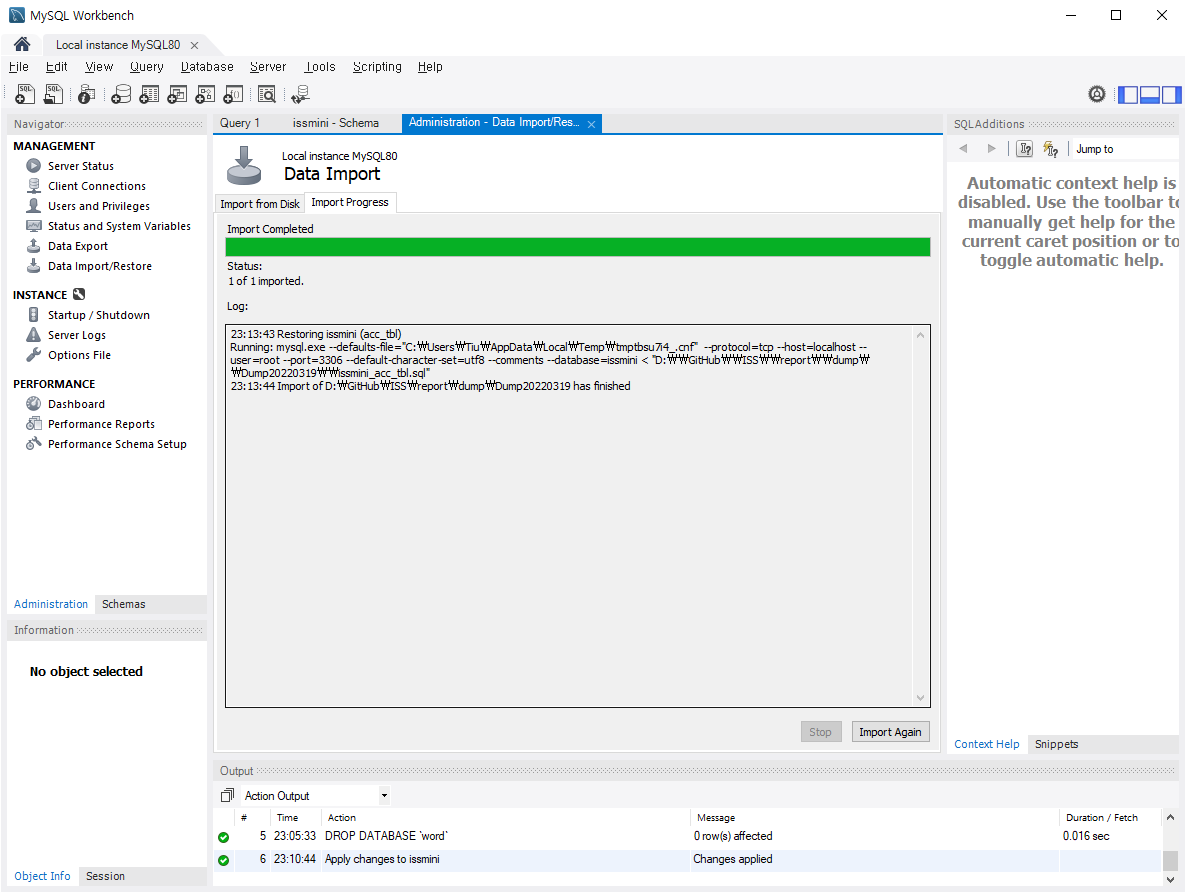 MySQL Workbench
Local instance MySQL80
File Edit View Query Database Server Tools Scripting Help
Navigator
MANAGEMENT
Server Status
Client Connections
Users and Privileges
Status and System Variables
Data Export
Data Import/Restore
INSTANCE
Startup / Shutdown
Server Logs
Options File
PERFORMANCE
Dashboard
Performance Reports
Performance Schema Setup
Administration Schemas
Information
No object selected
Object Info Session
Query 1 issmini - Schema Administration - Data Import/Res...
Local instance MySQL80
Data Import
Import from Disk Import Progress
Import Completed
Status:
1 of 1 imported.
Log:
23:13:43 Restoring issmini (acc_tbl)
Running: mysql.exe --defaults-file="C:₩Users₩Tiu₩AppData₩Local₩Temp₩tmptbsu7i4_.cnf" --protocol=tcp --host=localhost --
user=root --port=3306 --default-character-set=utf8 --comments --database=issmini < "D:₩₩GitHub₩₩ISS₩₩report₩₩dump₩
₩Dump20220319₩₩issmini_acc_tbl.sql"
23:13:44 Import of D:₩GitHub₩ISS₩report₩dump₩Dump20220319 has finished
Stop Import Again
SQLAdditions
Jump to
Automatic context help is
disabled. Use the toolbar to
manually get help for the
current caret position or to
toggle automatic help.
Context Help Snippets
Output
Action Output
# Time Action Message Duration / Fetch
5 23:05:33 DROP DATABASE `word` 0 row(s) affected 0.016 sec
6 23:10:44 Apply changes to issmini Changes applied